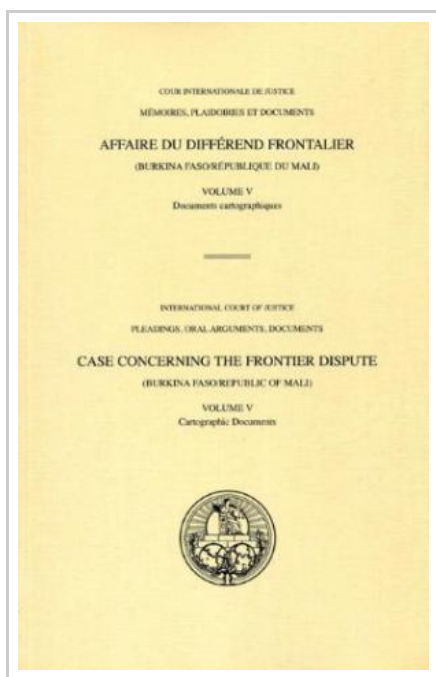 COUR INTERNATIONALE DE JUSTICE
MÉMOIRES, PLAIDOIRIES ET DOCUMENTS
AFFAIRE DU DIFFÉREND FRONTALIER
(BURKINA FASO/RÉPUBLIQUE DU MALI)
VOLUME V
Documents cartographiques
INTERNATIONAL COURT OF JUSTICE
PLEADINGS, ORAL ARGUMENTS, DOCUMENTS
CASE CONCERNING THE FRONTIER DISPUTE
(BURKINA FASO/REPUBLIC OF MALI)
VOLUME V
Cartographic Documents